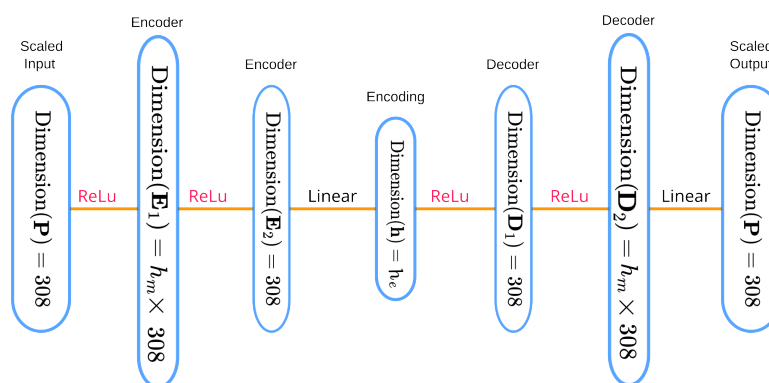 Scaled
Input
Dimension(P) = 308
ReLu
Encoder
Dimension(E₁) = hₘ × 308
ReLu
Encoder
Dimension(E₂) = 308
Linear
Encoding
Dimension(h) = hₑ
ReLu
Decoder
Dimension(D₁) = 308
ReLu
Decoder
Dimension(D₂) = hₘ × 308
Linear
Scaled
Output
Dimension(P) = 308